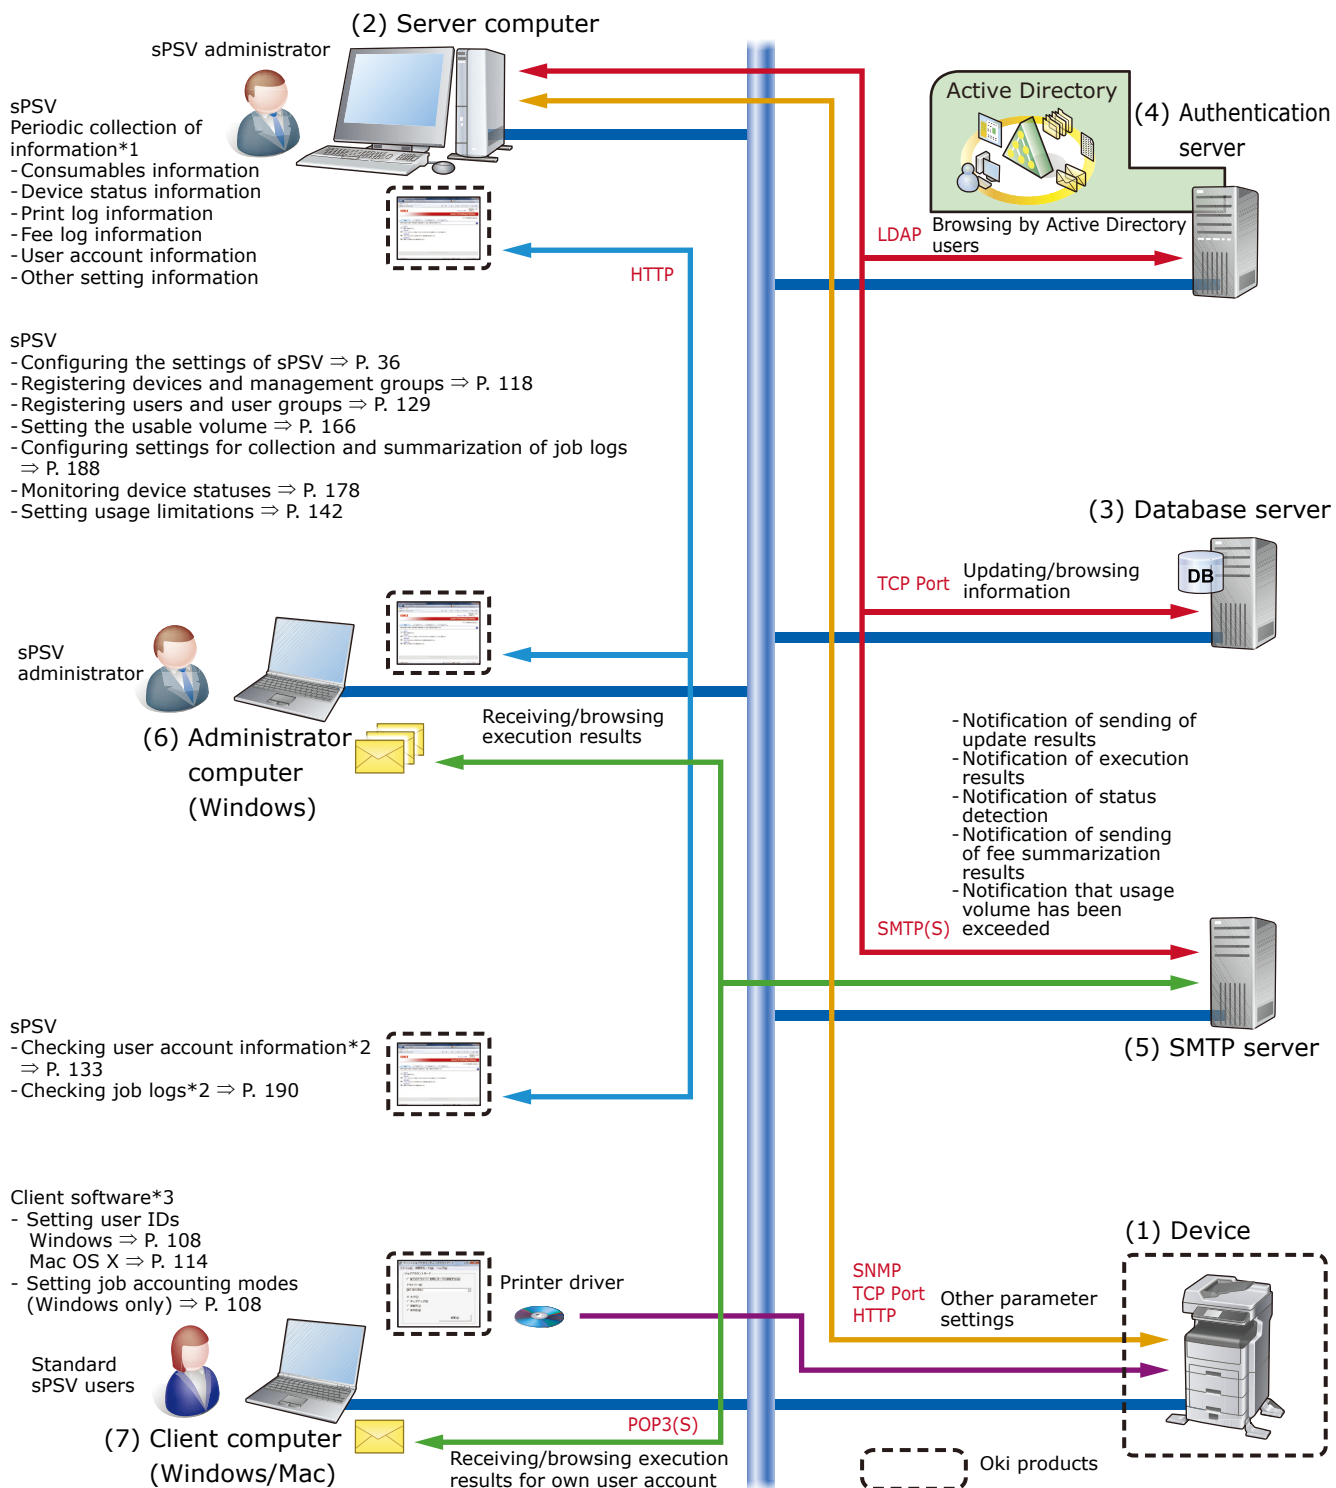 (2) Server computer
sPSV administrator
sPSV
Periodic collection of
information*1
-Consumables information
-Device status information
-Print log information
-Fee log information
-User account information
-Other setting information
HTTP
Active Directory
(4) Authentication
server
LDAP
Browsing by Active Directory
users
sPSV
-Configuring the settings of sPSV ⇒ P. 36
-Registering devices and management groups ⇒ P. 118
-Registering users and user groups ⇒ P. 129
-Setting the usable volume ⇒ P. 166
-Configuring settings for collection and summarization of job logs
⇒ P. 188
-Monitoring device statuses ⇒ P. 178
-Setting usage limitations ⇒ P. 142
(3) Database server
DB
TCP Port
Updating/browsing
information
sPSV
administrator
(6) Administrator
computer
(Windows)
Receiving/browsing
execution results
-Notification of sending of
update results
-Notification of execution
results
-Notification of status
detection
-Notification of sending
of fee summarization
results
-Notification that usage
volume has been
exceeded
SMTP(S)
(5) SMTP server
sPSV
-Checking user account information*2
⇒ P. 133
-Checking job logs*2 ⇒ P. 190
Client software*3
- Setting user IDs
Windows ⇒ P. 108
Mac OS X ⇒ P. 114
- Setting job accounting modes
(Windows only) ⇒ P. 108
Printer driver
(1) Device
SNMP
TCP Port
HTTP
Other parameter
settings
Standard
sPSV users
(7) Client computer
(Windows/Mac)
POP3(S)
Receiving/browsing execution
results for own user account
Oki products